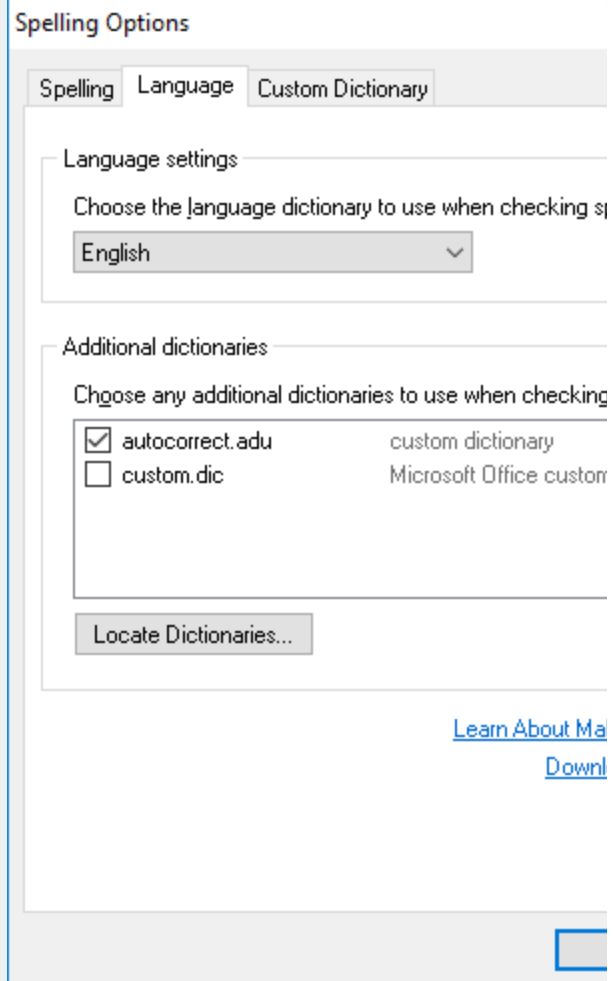 Spelling Options
Spelling Language Custom Dictionary
Language settings
Choose the language dictionary to use when checking
English
Additional dictionaries
Choose any additional dictionaries to use when checking
autocorrect.adu custom dictionary
custom.dic Microsoft Office custom
Locate Dictionaries...
Learn About